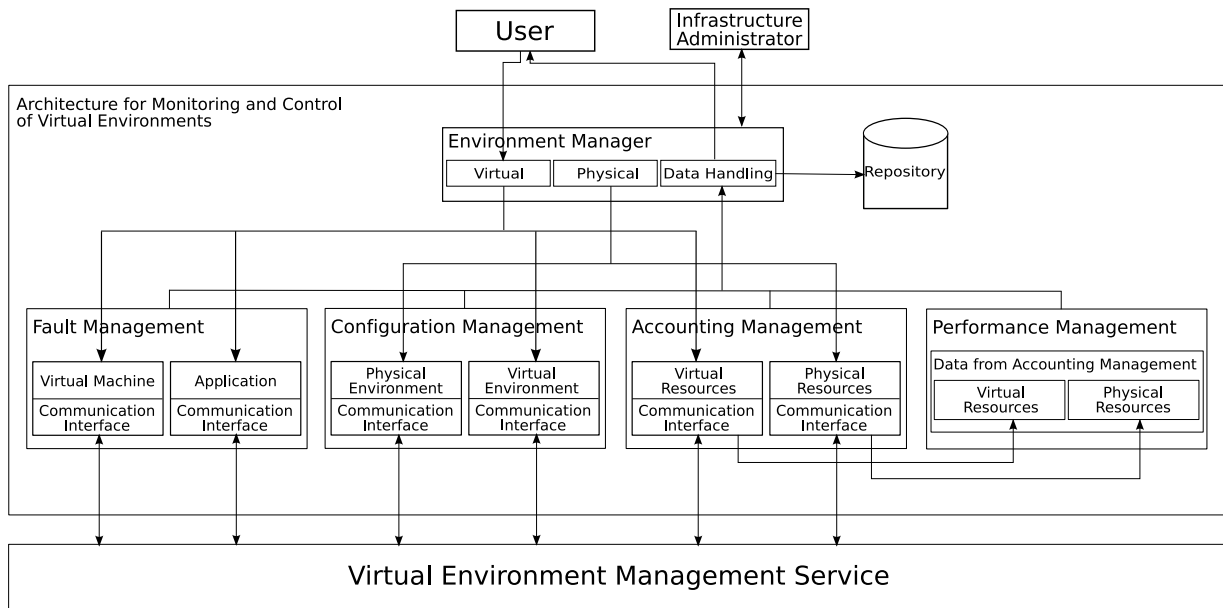 User
Infrastructure
Administrator
Architecture for Monitoring and Control
of Virtual Environments
Environment Manager
Virtual
Physical
Data Handling
Repository
Fault Management
Virtual Machine
Communication
Interface
Application
Communication
Interface
Configuration Management
Physical
Environment
Communication
Interface
Virtual
Environment
Communication
Interface
Accounting Management
Virtual
Resources
Communication
Interface
Physical
Resources
Communication
Interface
Performance Management
Data from Accounting Management
Virtual
Resources
Physical
Resources
Virtual Environment Management Service